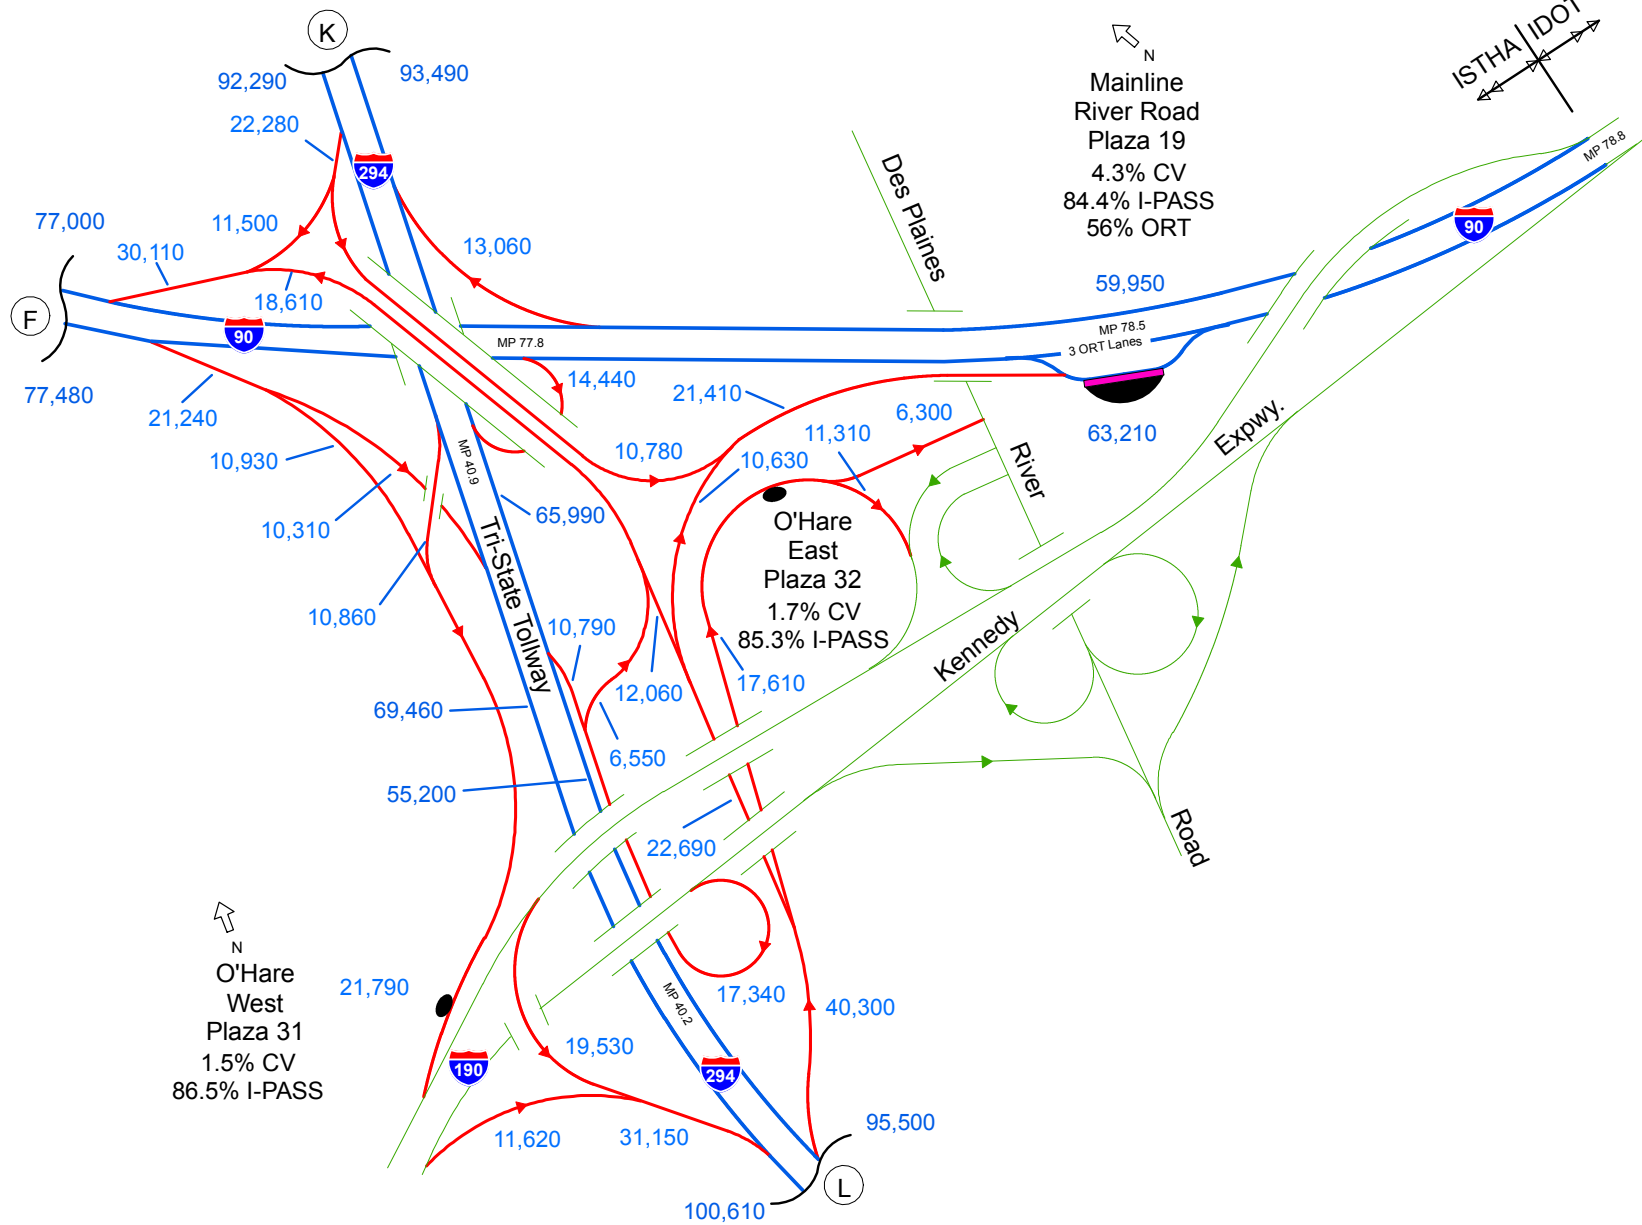 K
92,290
93,490
22,280
294
77,000
11,500
30,110
13,060
18,610
F
90
77,480
21,240
MP 77.8
14,440
10,930
10,310
MP 40.9
65,990
10,780
21,410
10,630
11,310
6,300
Des Plaines
N
Mainline
River Road
Plaza 19
4.3% CV
84.4% I-PASS
56% ORT
59,950
MP 78.5
3 ORT Lanes
63,210
ISTHA
IDOT
MP 78.8
90
River
Expwy.
Kennedy
O'Hare
East
Plaza 32
1.7% CV
85.3% I-PASS
Tri-State Tollway
10,860
10,790
12,060
17,610
69,460
6,550
55,200
22,690
Road
N
O'Hare
West
Plaza 31
1.5% CV
86.5% I-PASS
21,790
MP 40.2
17,340
40,300
19,530
190
294
11,620
31,150
95,500
L
100,610